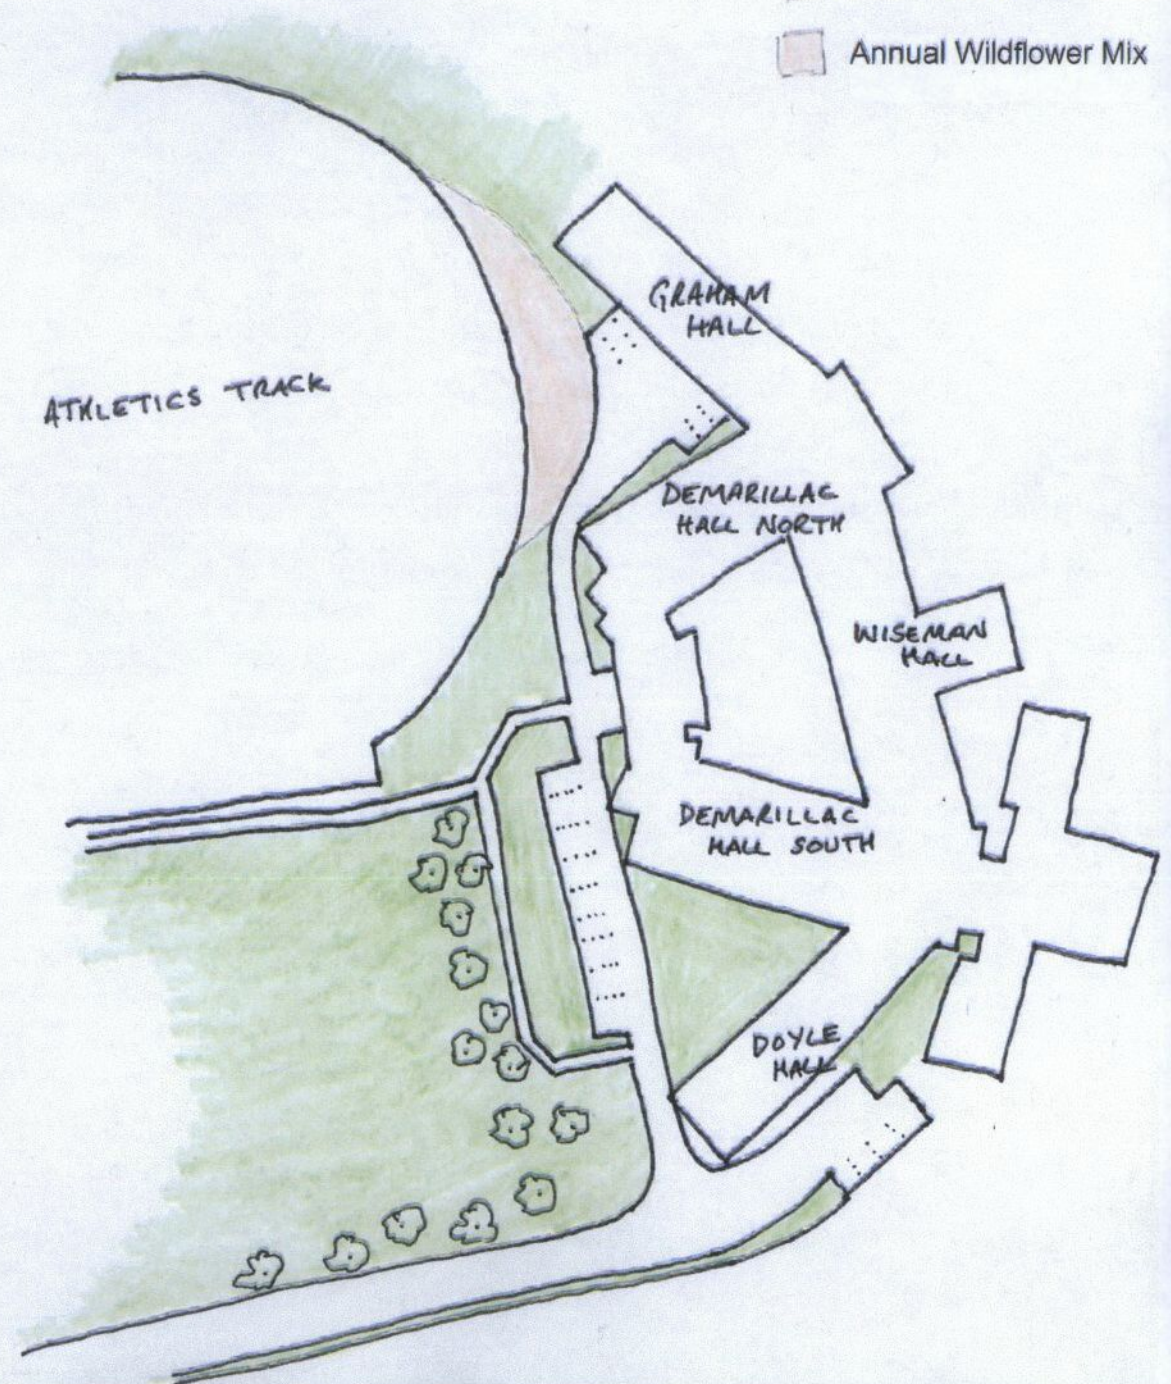 Annual Wildflower Mix
GRAHAM
HALL
ATHLETICS TRACK
DEMARILLAC
HALL NORTH
WISEMAN
HALL
DEMARILLAC
HALL SOUTH
DOYLE
HALL